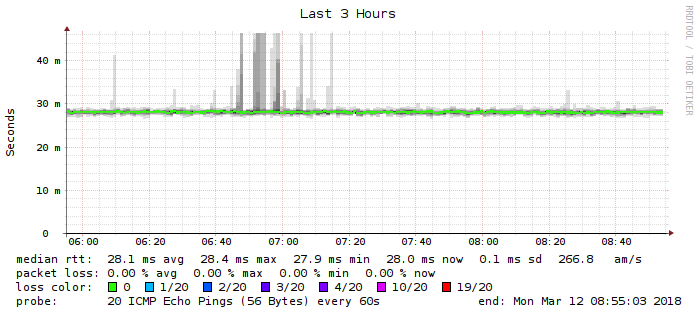 Last 3 Hours
RRDTOOL / TOBI OETIKER
Seconds
40 m
30 m
20 m
10 m
0
06:00 06:20 06:40 07:00 07:20 07:40 08:00 08:20 08:40
median rtt: 28.1 ms avg 28.4 ms max 27.9 ms min 28.0 ms now 0.1 ms sd 266.8 am/s
packet loss: 0.00 % avg 0.00 % max 0.00 % min 0.00 % now
loss color: 0 1/20 2/20 3/20 4/20 10/20 19/20
probe: 20 ICMP Echo Pings (56 Bytes) every 60s end: Mon Mar 12 08:55:03 2018